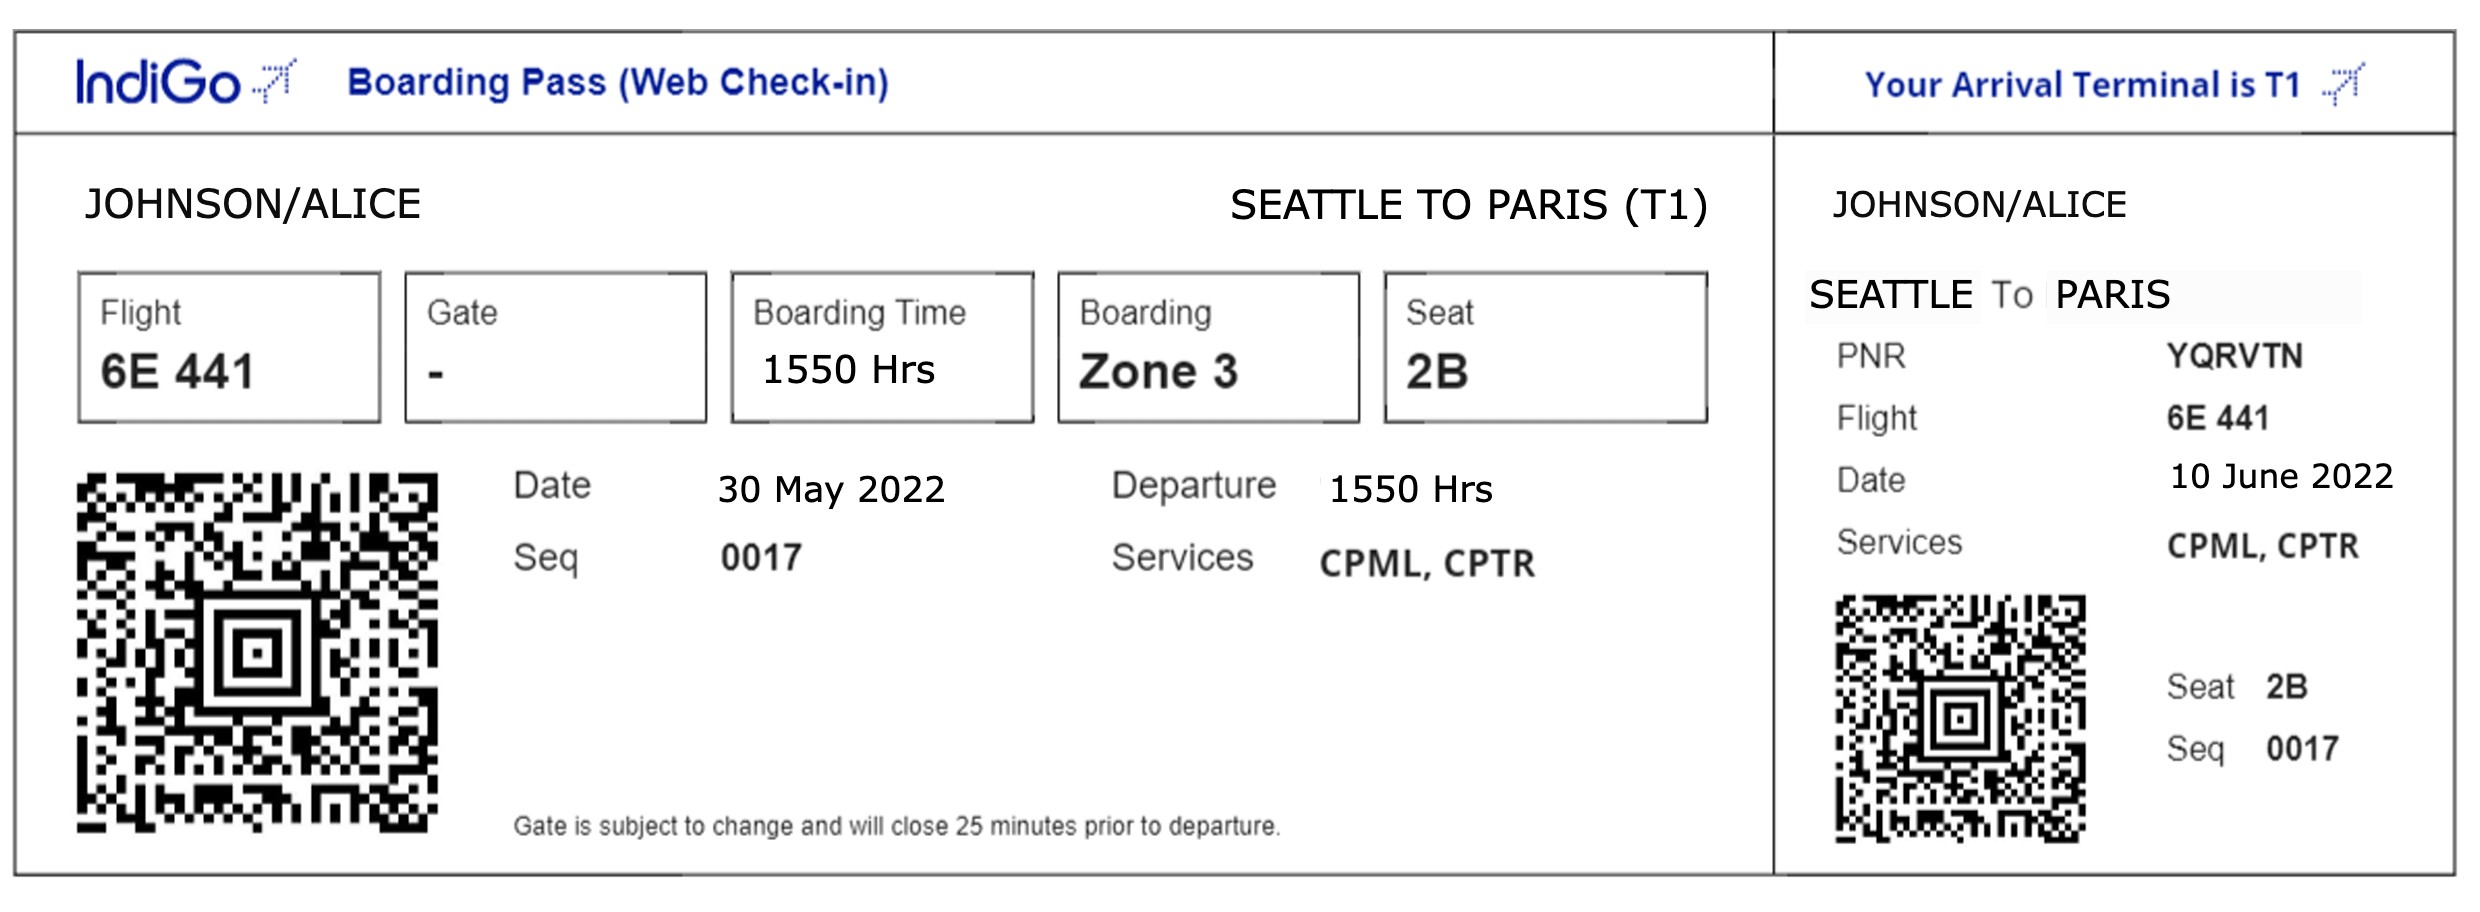 IndiGo Boarding Pass (Web Check-in)
JOHNSON/ALICE SEATTLE TO PARIS (T1)
Flight Gate Boarding Time Boarding Seat
6E 441 - 1550 Hrs Zone 3 2B
Date 30 May 2022 Departure 1550 Hrs
Seq 0017 Services CPML, CPTR
Gate is subject to change and will close 25 minutes prior to departure.
Your Arrival Terminal is T1
JOHNSON/ALICE
SEATTLE To PARIS
PNR YQRVTN
Flight 6E 441
Date 10 June 2022
Services CPML, CPTR
Seat 2B
Seq 0017